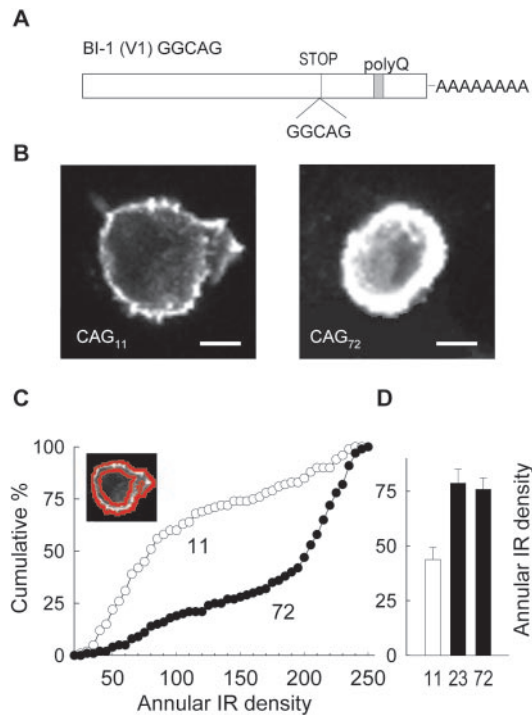 A
BI-1 (V1) GGCAG
STOP
polyQ
AAAAAAAA
GGCAG
B
CAG11
CAG72
C
D
100
75
50
25
0
Cumulative %
11
72
50
100
150
200
250
Annular IR density
75
50
25
0
11 23 72
Annular IR density